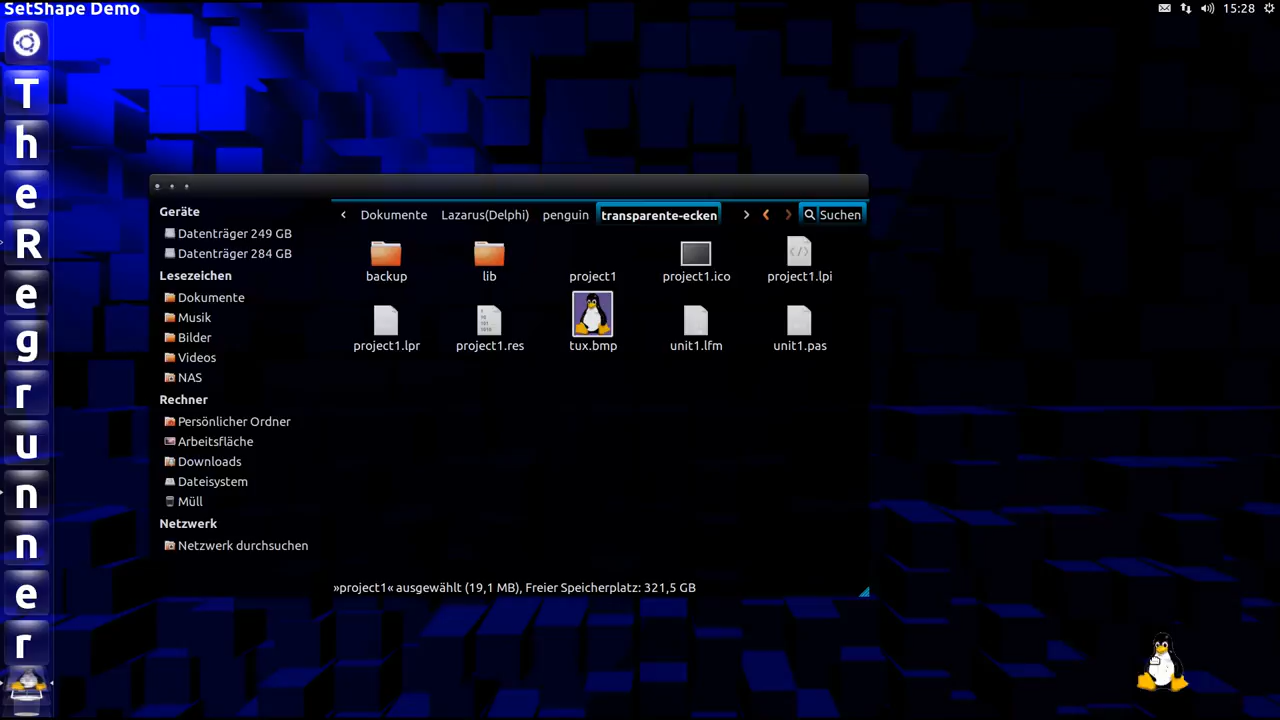 SetShape Demo
15:28
T
h
e
R
e
g
r
u
n
n
e
r
Geräte
Datenträger 249 GB
Datenträger 284 GB
Lesezeichen
Dokumente
Musik
Bilder
Videos
NAS
Rechner
Persönlicher Ordner
Arbeitsfläche
Downloads
Dateisystem
Müll
Netzwerk
Netzwerk durchsuchen
Dokumente Lazarus(Delphi) penguin transparente-ecken Suchen
backup lib project1 project1.ico project1.lpi
project1.lpr project1.res tux.bmp unit1.lfm unit1.pas
»project1« ausgewählt (19,1 MB), Freier Speicherplatz: 321,5 GB